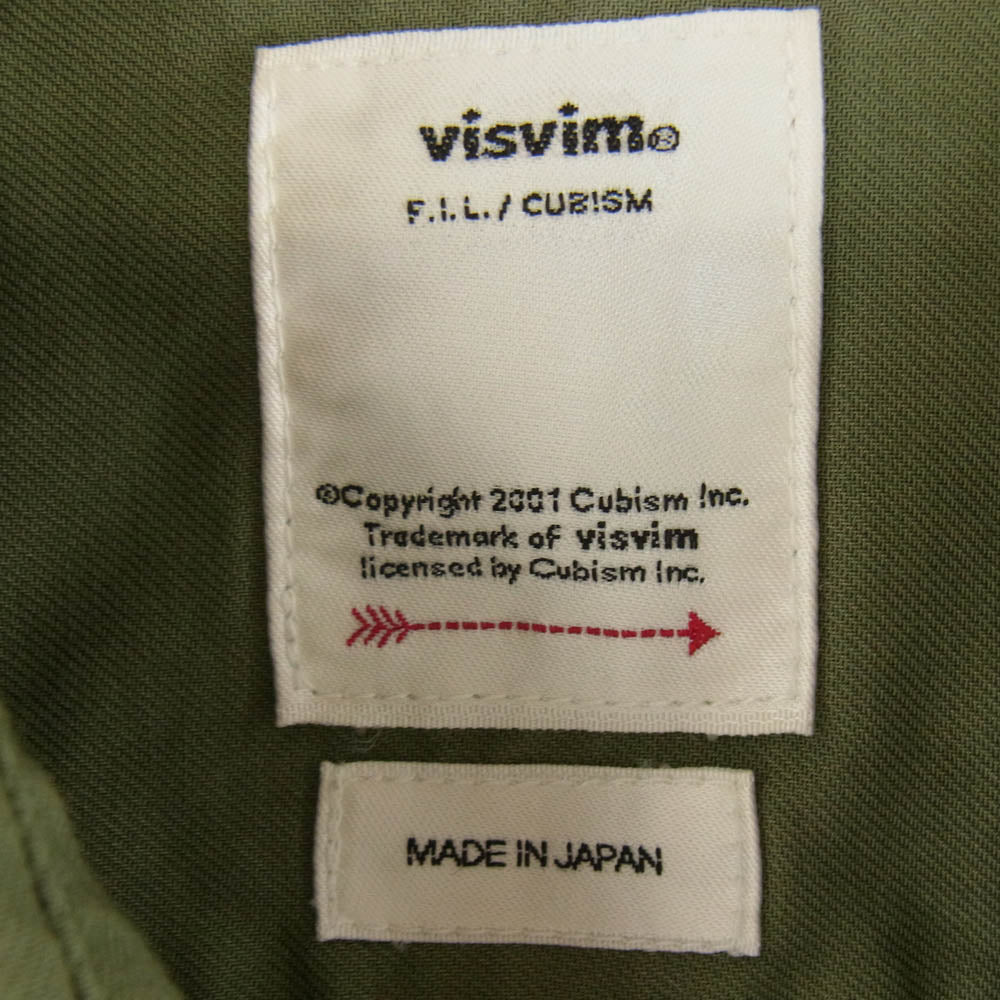 visvim®
F.I.L. / CUBISM
©Copyright 2001 Cubism Inc.
Trademark of visvim
licensed by Cubism Inc.
MADE IN JAPAN